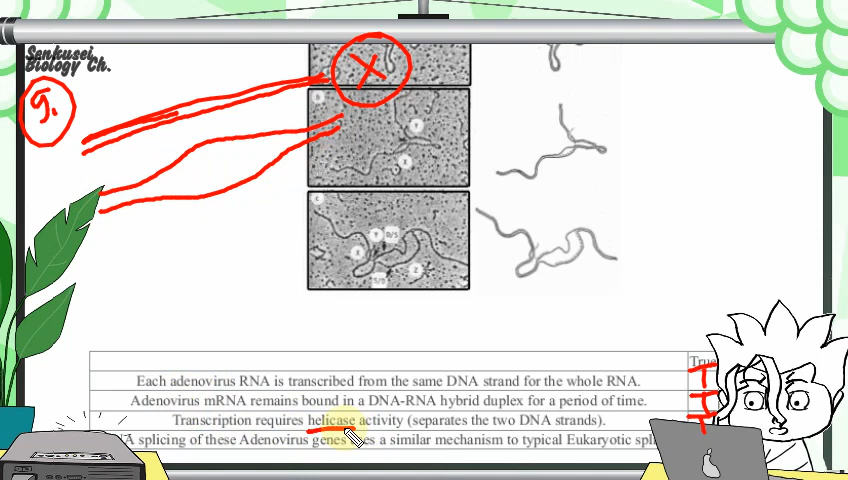 Senkusei
Biology Ch.
9.
X
b
Y
X
c
Y
D/S
X
Z
True
Each adenovirus RNA is transcribed from the same DNA strand for the whole RNA.
T
Adenovirus mRNA remains bound in a DNA-RNA hybrid duplex for a period of time.
Transcription requires helicase activity (separates the two DNA strands).
A splicing of these Adenovirus genes uses a similar mechanism to typical Eukaryotic